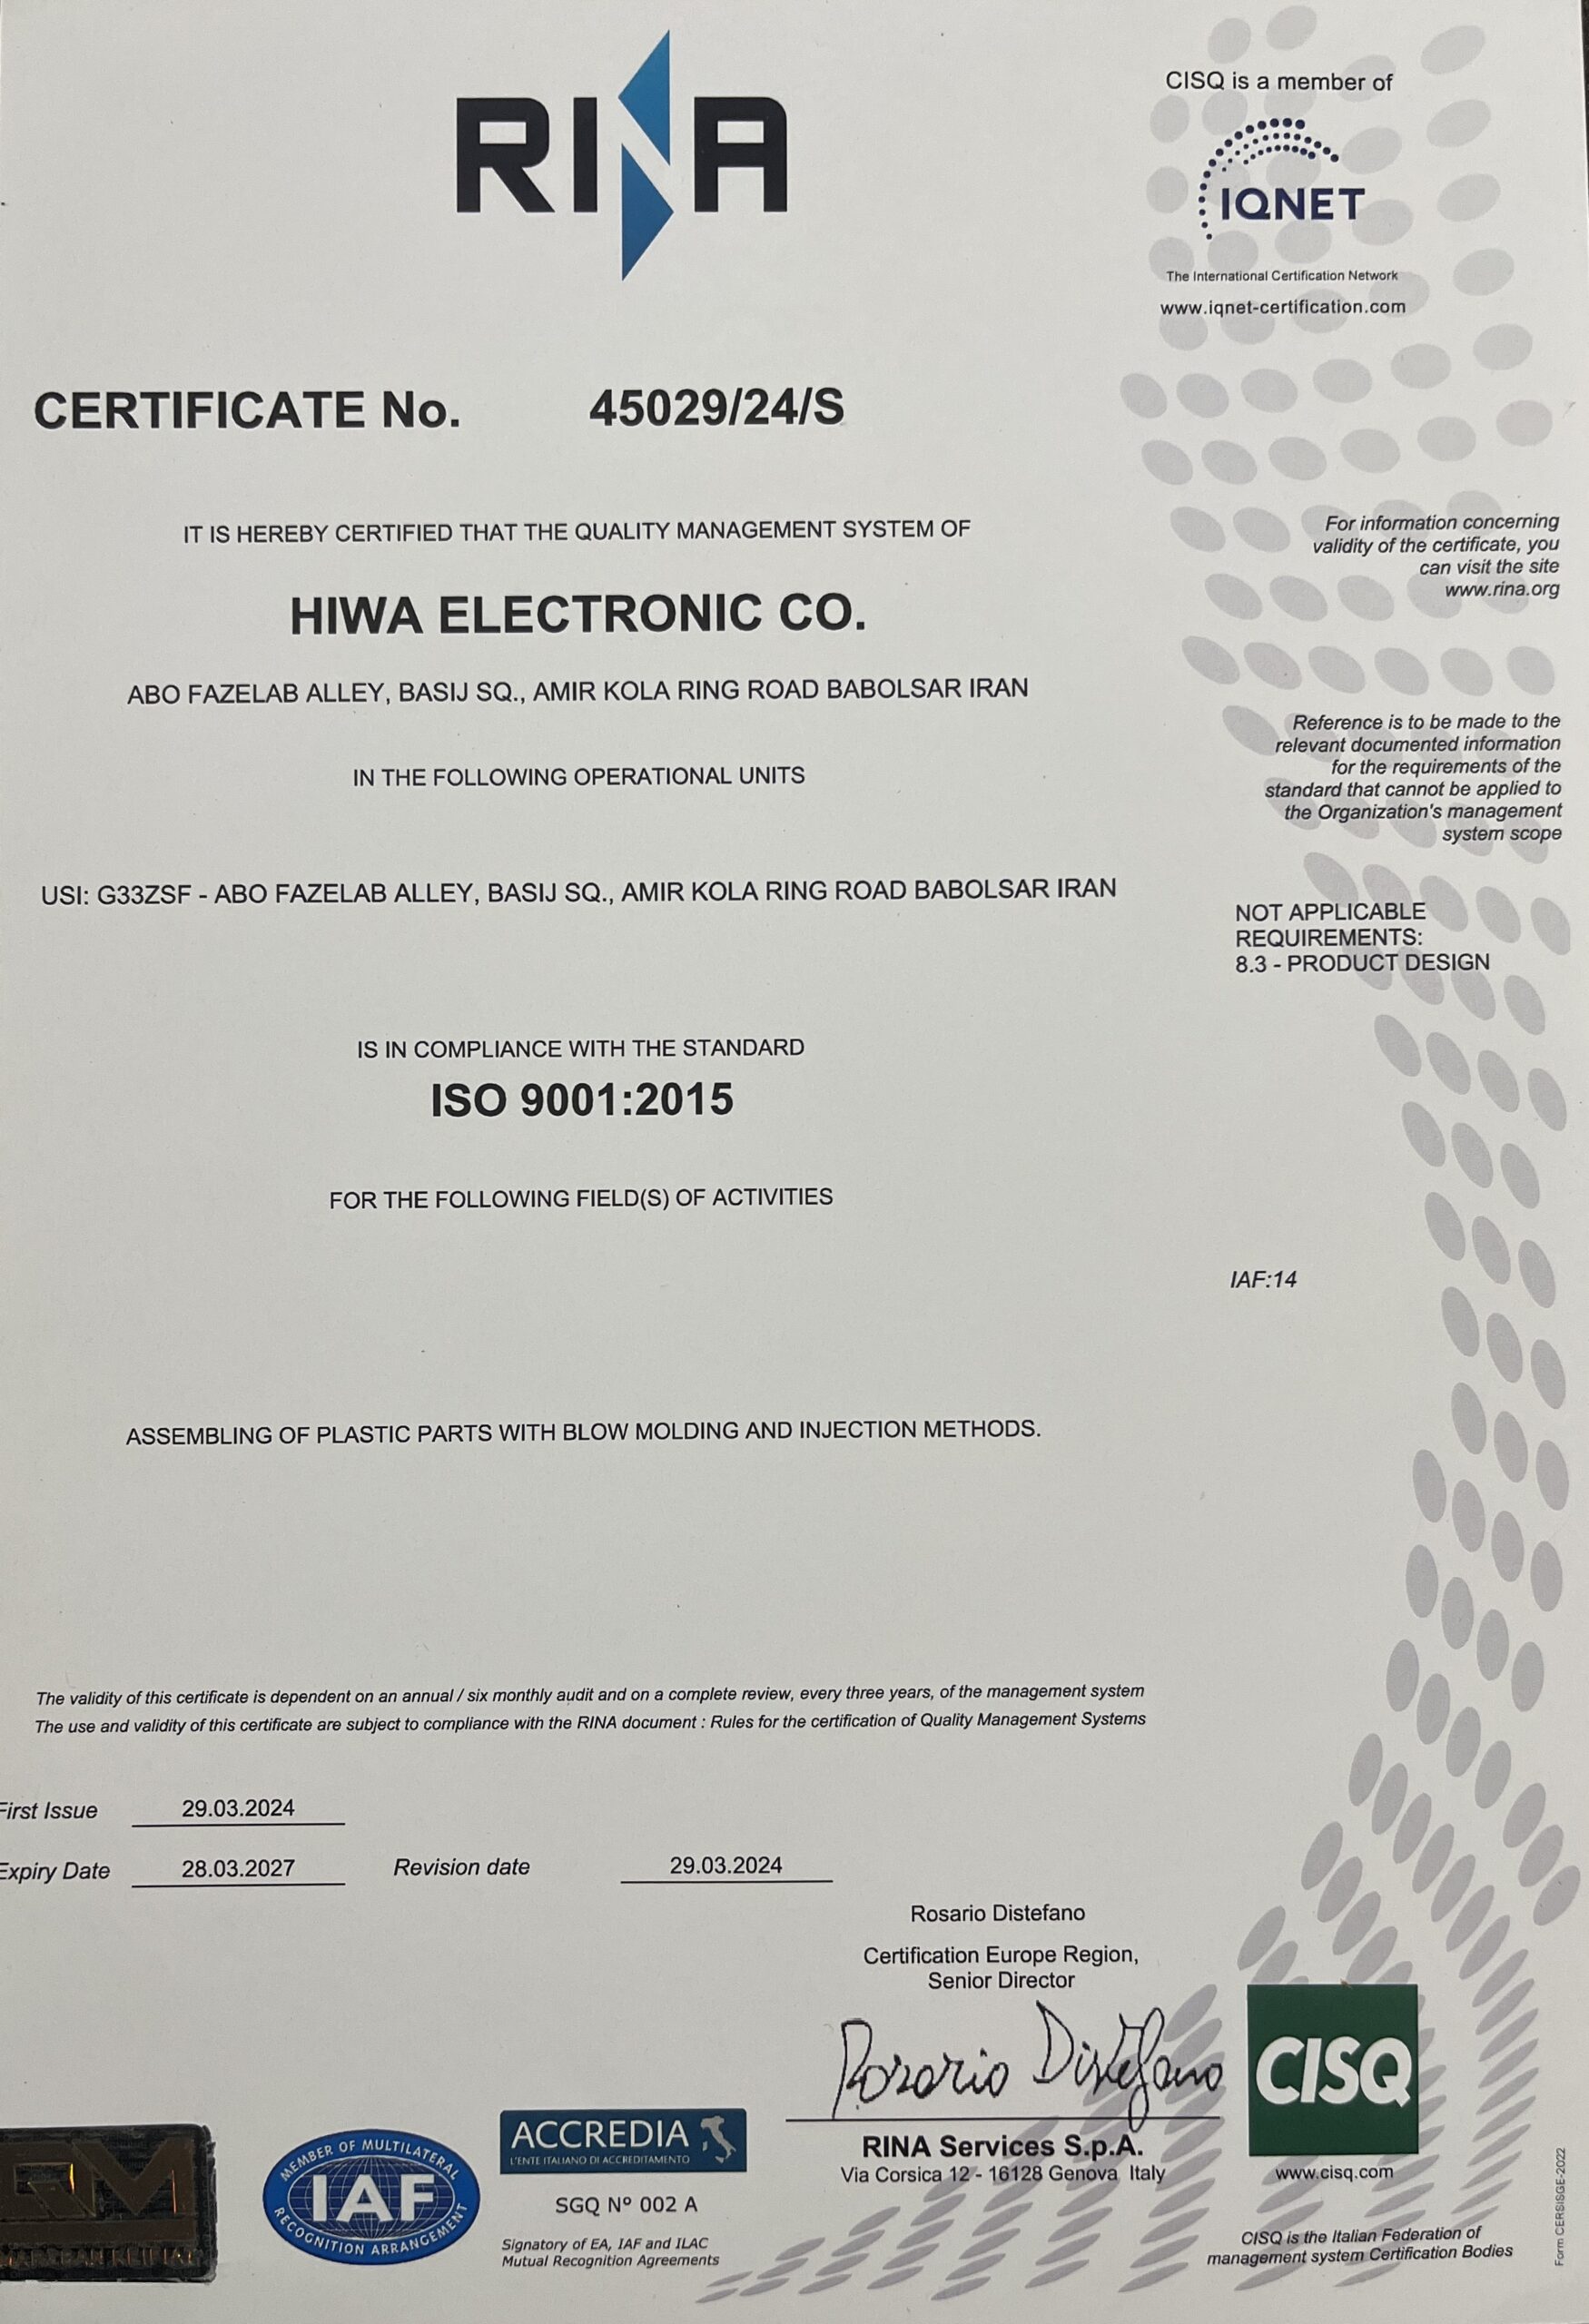 RINA
CISQ is a member of
IQNET
The International Certification Network
www.iqnet-certification.com
CERTIFICATE No. 45029/24/S
IT IS HEREBY CERTIFIED THAT THE QUALITY MANAGEMENT SYSTEM OF
HIWA ELECTRONIC CO.
ABO FAZELAB ALLEY, BASIJ SQ., AMIR KOLA RING ROAD BABOLSAR IRAN
IN THE FOLLOWING OPERATIONAL UNITS
USI: G33ZSF - ABO FAZELAB ALLEY, BASIJ SQ., AMIR KOLA RING ROAD BABOLSAR IRAN
For information concerning
validity of the certificate, you
can visit the site
www.rina.org
Reference is to be made to the
relevant documented information
for the requirements of the
standard that cannot be applied to
the Organization's management
system scope
NOT APPLICABLE
REQUIREMENTS:
8.3 - PRODUCT DESIGN
IS IN COMPLIANCE WITH THE STANDARD
ISO 9001:2015
FOR THE FOLLOWING FIELD(S) OF ACTIVITIES
IAF:14
ASSEMBLING OF PLASTIC PARTS WITH BLOW MOLDING AND INJECTION METHODS.
The validity of this certificate is dependent on an annual / six monthly audit and on a complete review, every three years, of the management system
The use and validity of this certificate are subject to compliance with the RINA document : Rules for the certification of Quality Management Systems
First Issue 29.03.2024
Expiry Date 28.03.2027 Revision date 29.03.2024
Rosario Distefano
Certification Europe Region,
Senior Director
Rosario Distefano
RINA Services S.p.A.
Via Corsica 12 - 16128 Genova Italy
MEMBER OF MULTILATERAL
IAF
RECOGNITION ARRANGEMENT
ACCREDIA
L'ENTE ITALIANO DI ACCREDITAMENTO
SGQ Nº 002 A
Signatory of EA, IAF and ILAC
Mutual Recognition Agreements
CISQ
www.cisq.com
CISQ is the Italian Federation of
management system Certification Bodies
Form CERSISGE-2022